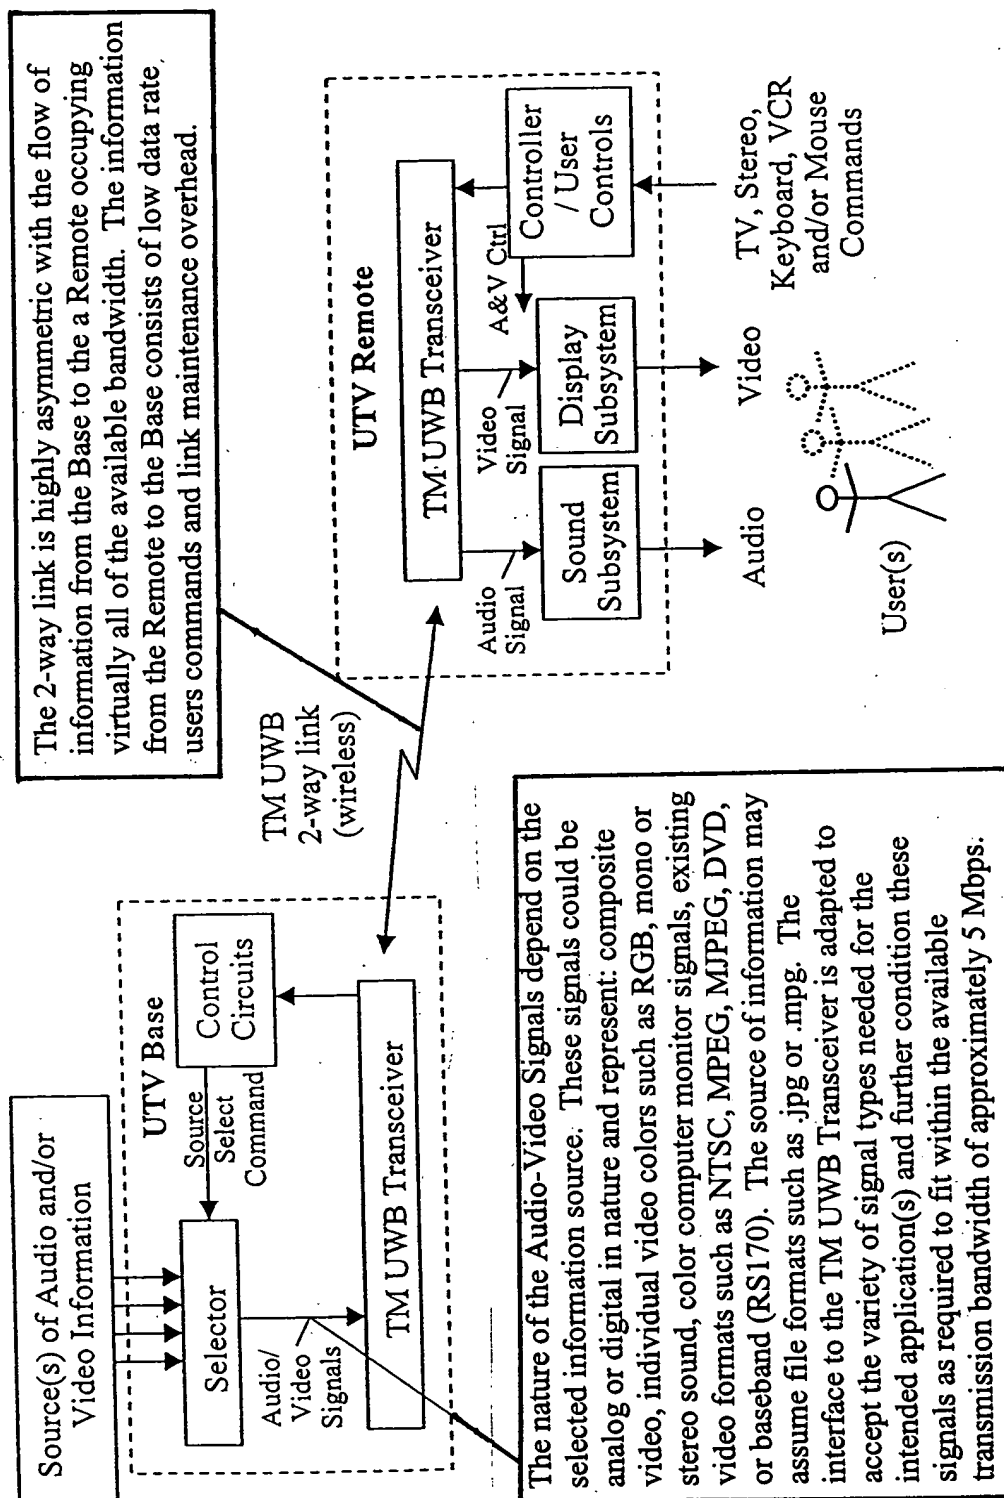 Source(s) of Audio and/or
Video Information
UTV Base
Selector
Source
Select
Command
Control
Circuits
Audio/
Video
Signals
TM UWB Transceiver
TM UWB
2-way link
(wireless)
The 2-way link is highly asymmetric with the flow of
information from the Base to the a Remote occupying
virtually all of the available bandwidth. The information
from the Remote to the Base consists of low data rate
users commands and link maintenance overhead.
UTV Remote
TM UWB Transceiver
Audio
Signal
Video
Signal
A&V Ctrl
Sound
Subsystem
Display
Subsystem
Controller
/ User
Controls
Audio
Video
TV, Stereo,
Keyboard, VCR
and/or Mouse
Commands
User(s)
The nature of the Audio-Video Signals depend on the
selected information source. These signals could be
analog or digital in nature and represent: composite
video, individual video colors such as RGB, mono or
stereo sound, color computer monitor signals, existing
video formats such as NTSC, MPEG, MJPEG, DVD,
or baseband (RS170). The source of information may
assume file formats such as .jpg or .mpg. The
interface to the TM UWB Transceiver is adapted to
accept the variety of signal types needed for the
intended application(s) and further condition these
signals as required to fit within the available
transmission bandwidth of approximately 5 Mbps.